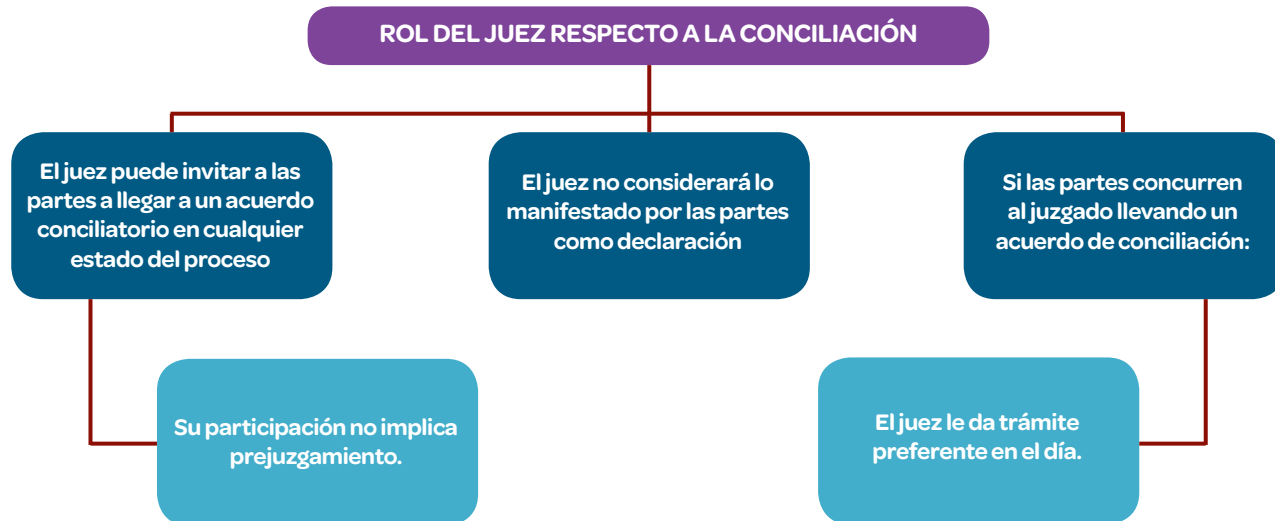 ROL DEL JUEZ RESPECTO A LA CONCILIACIÓN
El juez puede invitar a las
partes a llegar a un acuerdo
conciliatorio en cualquier
estado del proceso
El juez no considerará lo
manifestado por las partes
como declaración
Si las partes concurren
al juzgado llevando un
acuerdo de conciliación:
Su participación no implica
prejuzgamiento.
El juez le da trámite
preferente en el día.